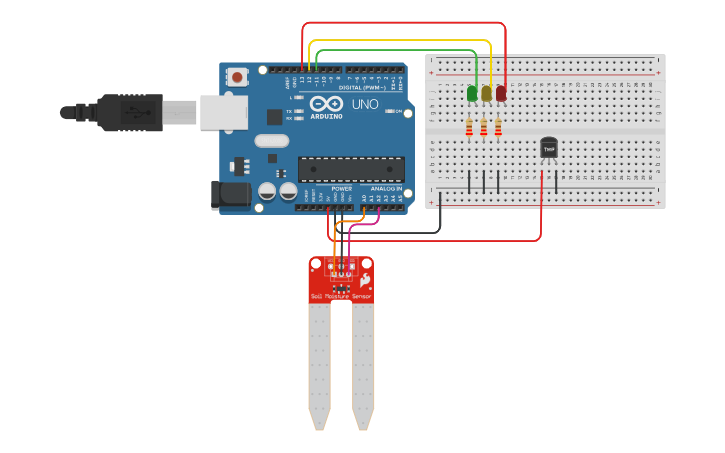 AREF
GND
13
12
~11
~10
~9
8
7
~6
~5
4
~3
2
TX→1
RX←0
DIGITAL (PWM~)
L
TX
RX
UNO
ARDUINO
ON
POWER
ANALOG IN
IOREF
RESET
3.3V
5V
GND
GND
Vin
A0
A1
A2
A3
A4
A5
TMP
a b c d e
f g h i j
Soil Moisture Sensor